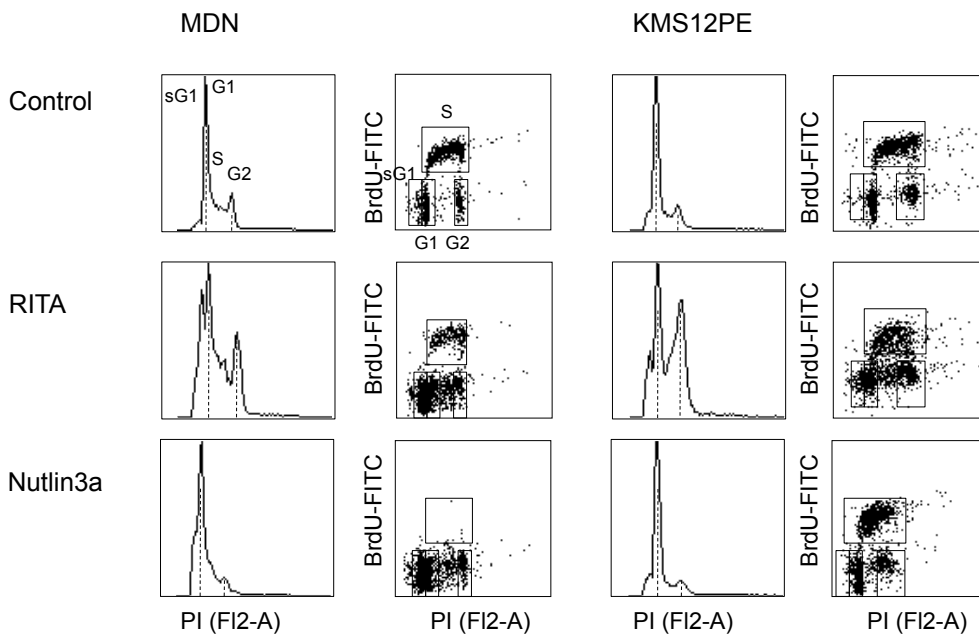 MDN KMS12PE
Control
sG1 G1
S
G2
BrdU-FITC
S
sG1
G1 G2
BrdU-FITC
RITA
BrdU-FITC
BrdU-FITC
Nutlin3a
BrdU-FITC
BrdU-FITC
PI (Fl2-A) PI (Fl2-A) PI (Fl2-A) PI (Fl2-A)